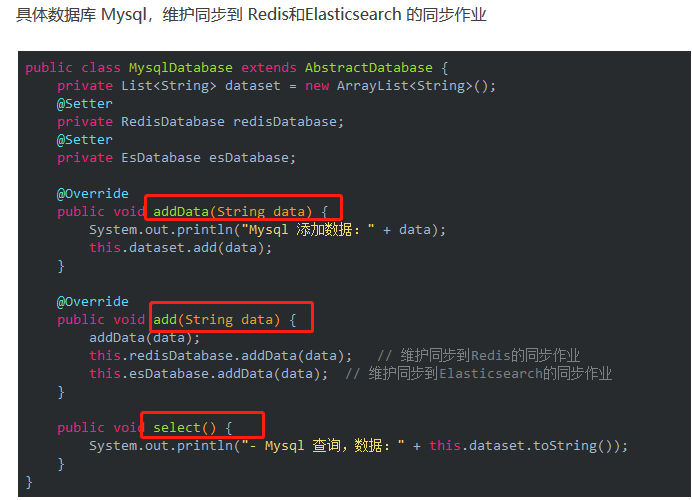 具体数据库 Mysql，维护同步到 Redis和Elasticsearch 的同步作业
public class MysqlDatabase extends AbstractDatabase {
    private List<String> dataset = new ArrayList<String>();
    @Setter
    private RedisDatabase redisDatabase;
    @Setter
    private EsDatabase esDatabase;
    @Override
    public void addData(String data) {
        System.out.println("Mysql 添加数据：" + data);
        this.dataset.add(data);
    }
    @Override
    public void add(String data) {
        addData(data);
        this.redisDatabase.addData(data);   // 维护同步到Redis的同步作业
        this.esDatabase.addData(data);  // 维护同步到Elasticsearch的同步作业
    }
    public void select() {
        System.out.println("- Mysql 查询，数据：" + this.dataset.toString());
    }
}